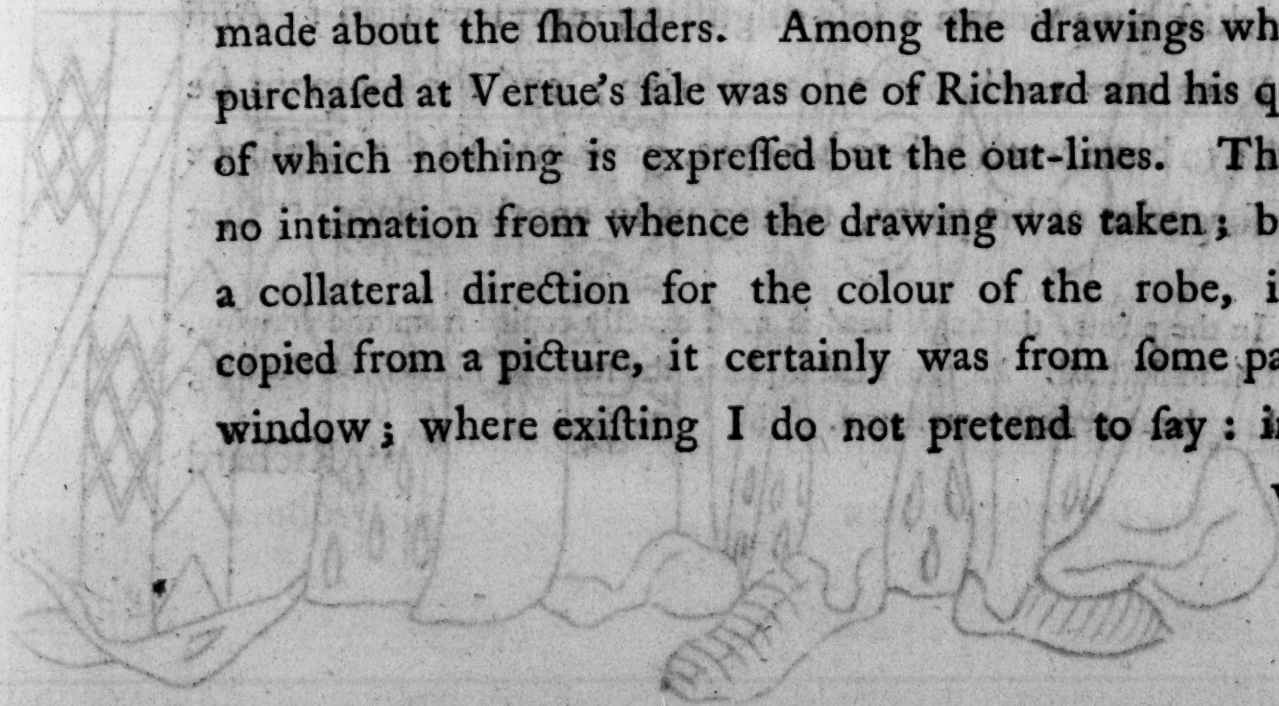 made about the ſhoulders. Among the drawings wh
purchaſed at Vertue's ſale was one of Richard and his q
of which nothing is expreſſed but the out-lines. Th
no intimation from whence the drawing was taken; b
a collateral direction for the colour of the robe, i
copied from a picture, it certainly was from ſome pa
window; where exiſting I do not pretend to ſay: i